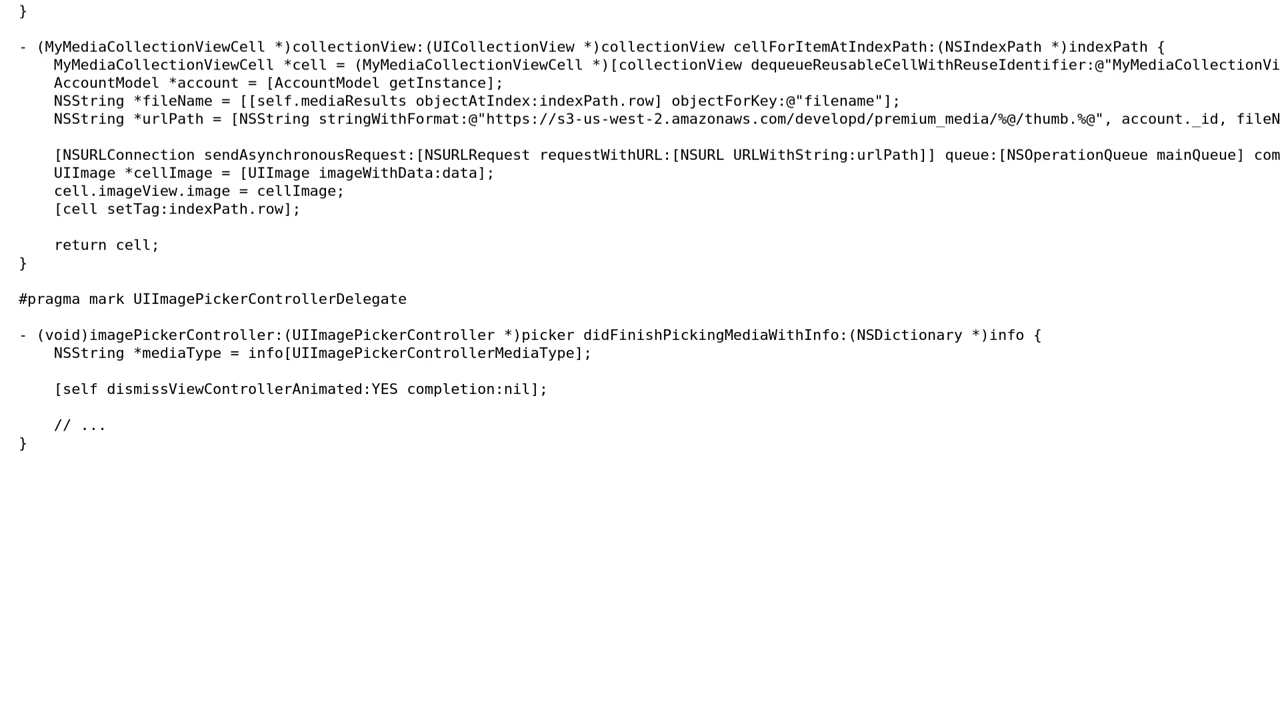 }
- (MyMediaCollectionViewCell *)collectionView:(UICollectionView *)collectionView cellForItemAtIndexPath:(NSIndexPath *)indexPath {
    MyMediaCollectionViewCell *cell = (MyMediaCollectionViewCell *)[collectionView dequeueReusableCellWithReuseIdentifier:@"MyMediaCollectionVi
    AccountModel *account = [AccountModel getInstance];
    NSString *fileName = [[self.mediaResults objectAtIndex:indexPath.row] objectForKey:@"filename"];
    NSString *urlPath = [NSString stringWithFormat:@"https://s3-us-west-2.amazonaws.com/developd/premium_media/%@/thumb.%@", account._id, fileN
    [NSURLConnection sendAsynchronousRequest:[NSURLRequest requestWithURL:[NSURL URLWithString:urlPath]] queue:[NSOperationQueue mainQueue] com
    UIImage *cellImage = [UIImage imageWithData:data];
    cell.imageView.image = cellImage;
    [cell setTag:indexPath.row];
    return cell;
}
#pragma mark UIImagePickerControllerDelegate
- (void)imagePickerController:(UIImagePickerController *)picker didFinishPickingMediaWithInfo:(NSDictionary *)info {
    NSString *mediaType = info[UIImagePickerControllerMediaType];
    [self dismissViewControllerAnimated:YES completion:nil];
    // ...
}